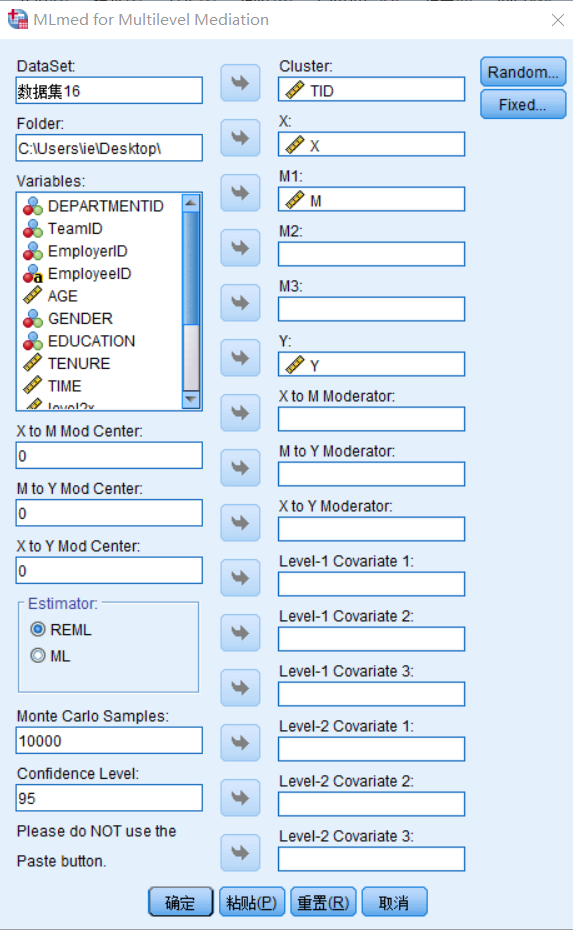 MLmed for Multilevel Mediation
DataSet:
数据集16
Folder:
C:\Users\ie\Desktop\
Variables:
DEPARTMENTID
TeamID
EmployerID
EmployeeID
AGE
GENDER
EDUCATION
TENURE
TIME
level2x
X to M Mod Center:
0
M to Y Mod Center:
0
X to Y Mod Center:
0
Estimator:
REML
ML
Monte Carlo Samples:
10000
Confidence Level:
95
Please do NOT use the
Paste button.
Cluster:
TID
X:
X
M1:
M
M2:
M3:
Y:
Y
X to M Moderator:
M to Y Moderator:
X to Y Moderator:
Level-1 Covariate 1:
Level-1 Covariate 2:
Level-1 Covariate 3:
Level-2 Covariate 1:
Level-2 Covariate 2:
Level-2 Covariate 3:
Random...
Fixed...
确定 粘贴(P) 重置(R) 取消